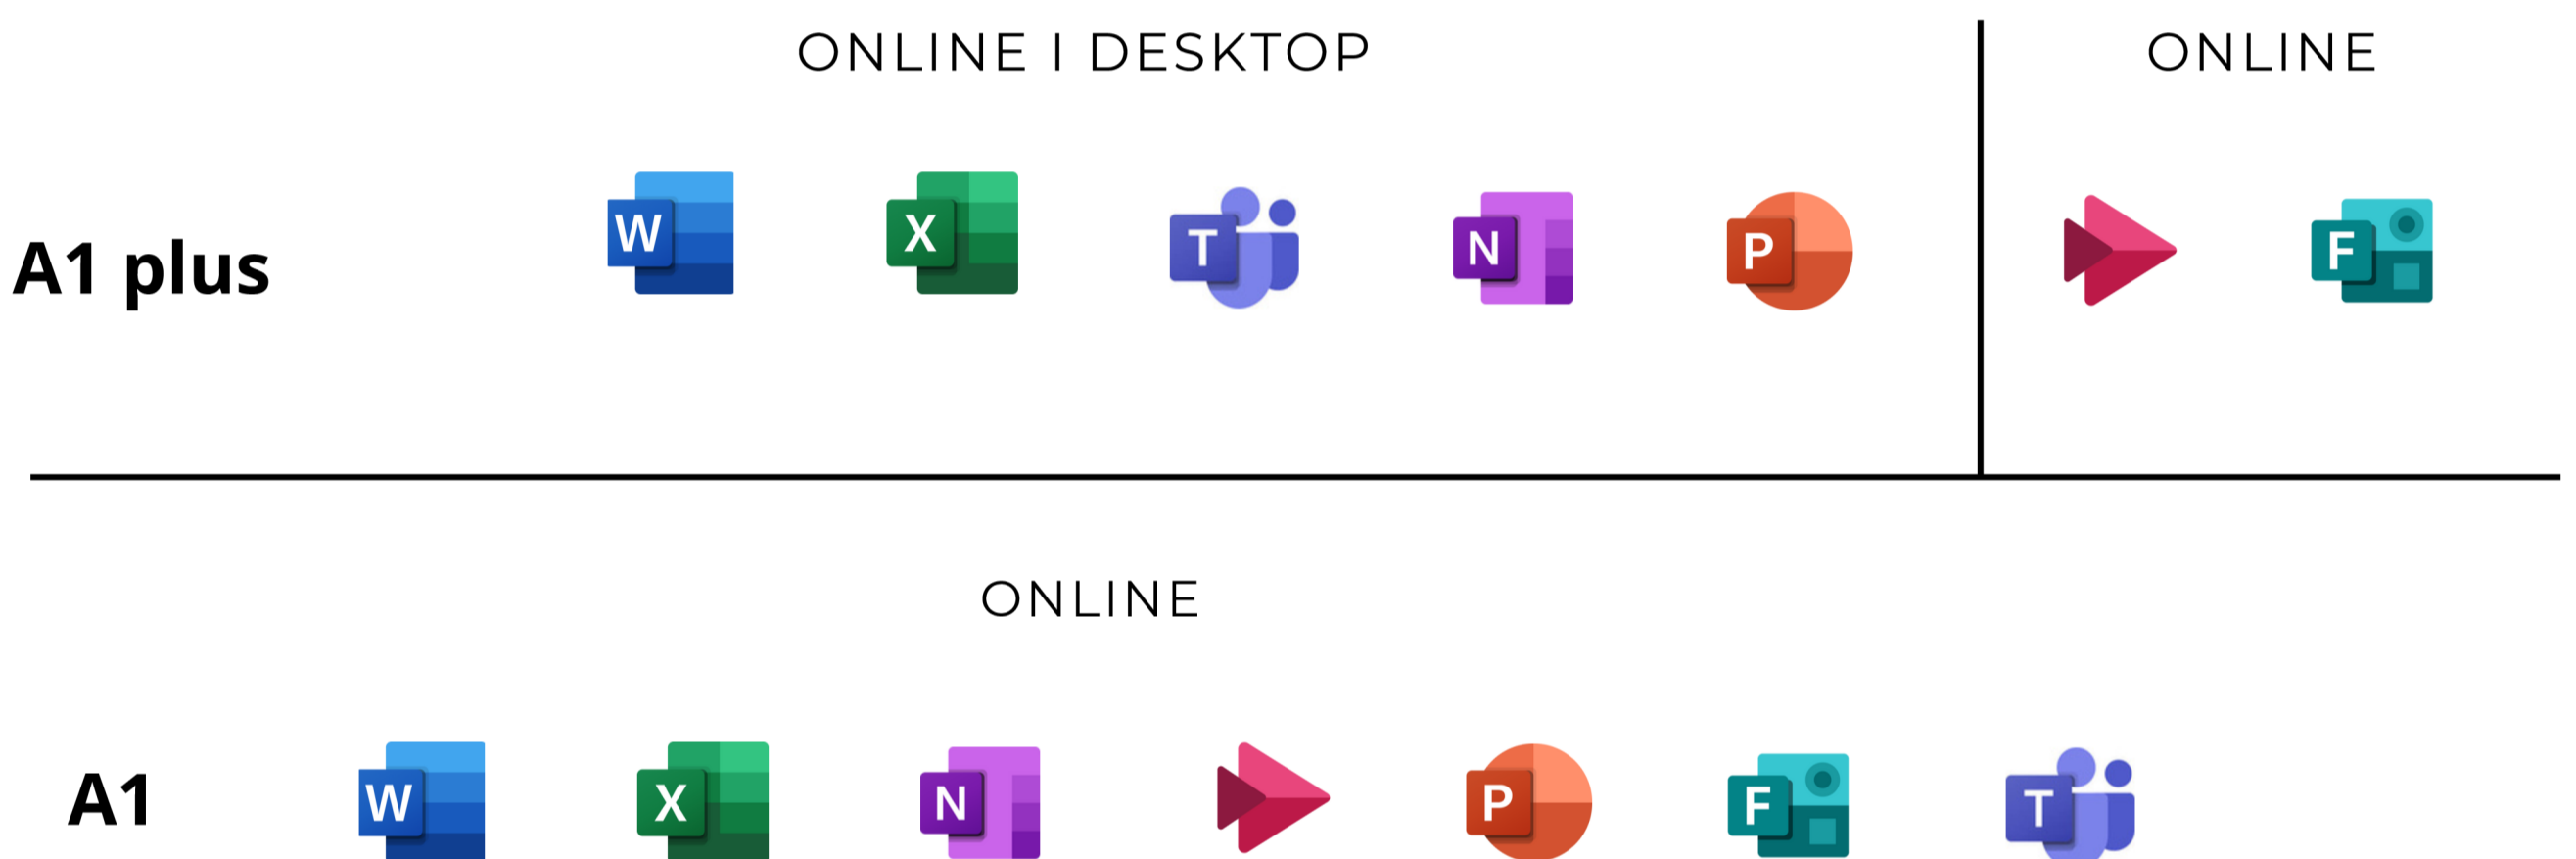 ONLINE I DESKTOP
ONLINE
A1 plus
W X T N P F
ONLINE
A1
W X N P F T